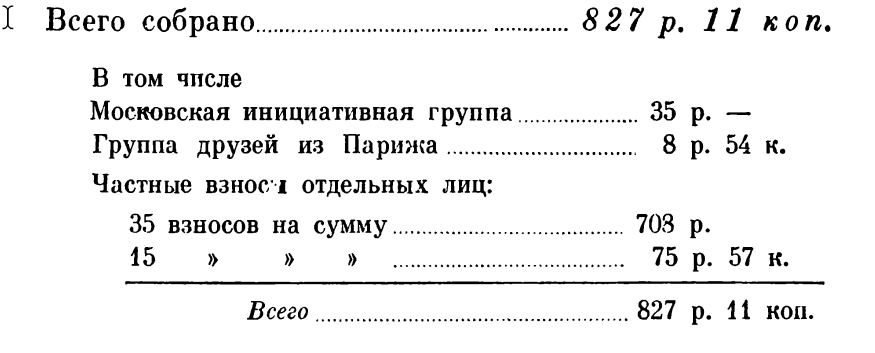 Всего собрано........................................ 827 р. 11 коп.
В том числе
Московская инициативная группа.................... 35 р. —
Группа друзей из Парижа .............................. 8 р. 54 к.
Частные взносы отдельных лиц:
35 взносов на сумму...................................... 708 р.
15 » » » ...................................... 75 р. 57 к.
Всего ..................................................... 827 р. 11 коп.